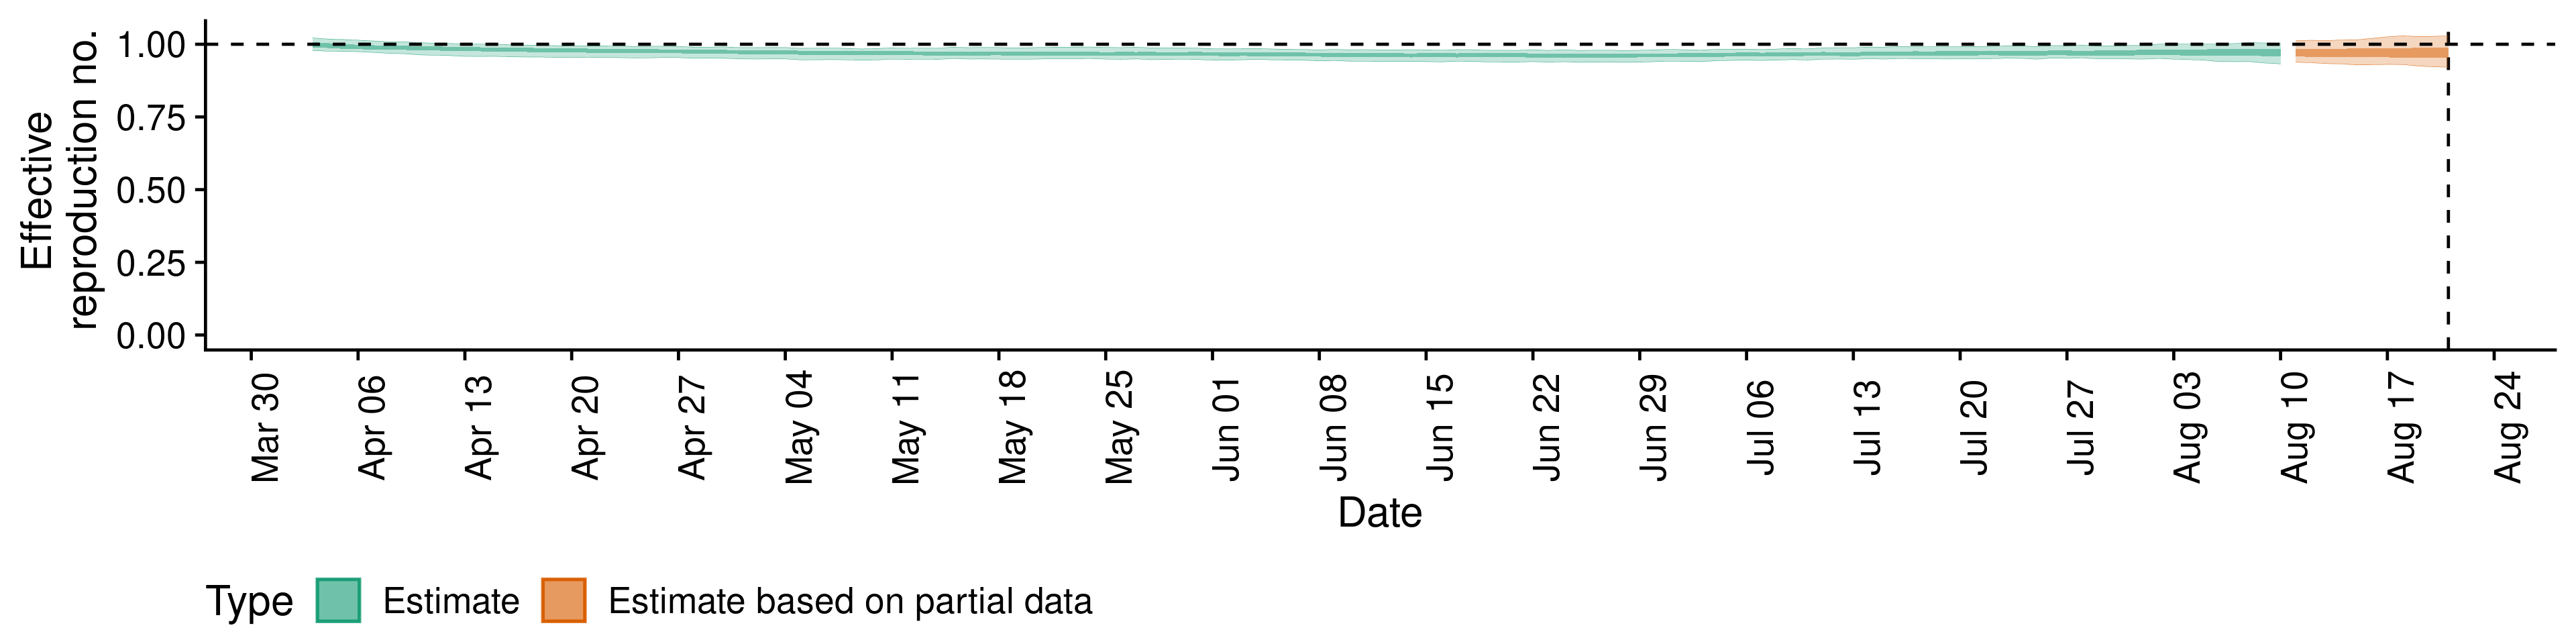 Effective
reproduction no.
1.00
0.75
0.50
0.25
0.00
Mar 30
Apr 06
Apr 13
Apr 20
Apr 27
May 04
May 11
May 18
May 25
Jun 01
Jun 08
Jun 15
Jun 22
Jun 29
Jul 06
Jul 13
Jul 20
Jul 27
Aug 03
Aug 10
Aug 17
Aug 24
Date
Type Estimate Estimate based on partial data